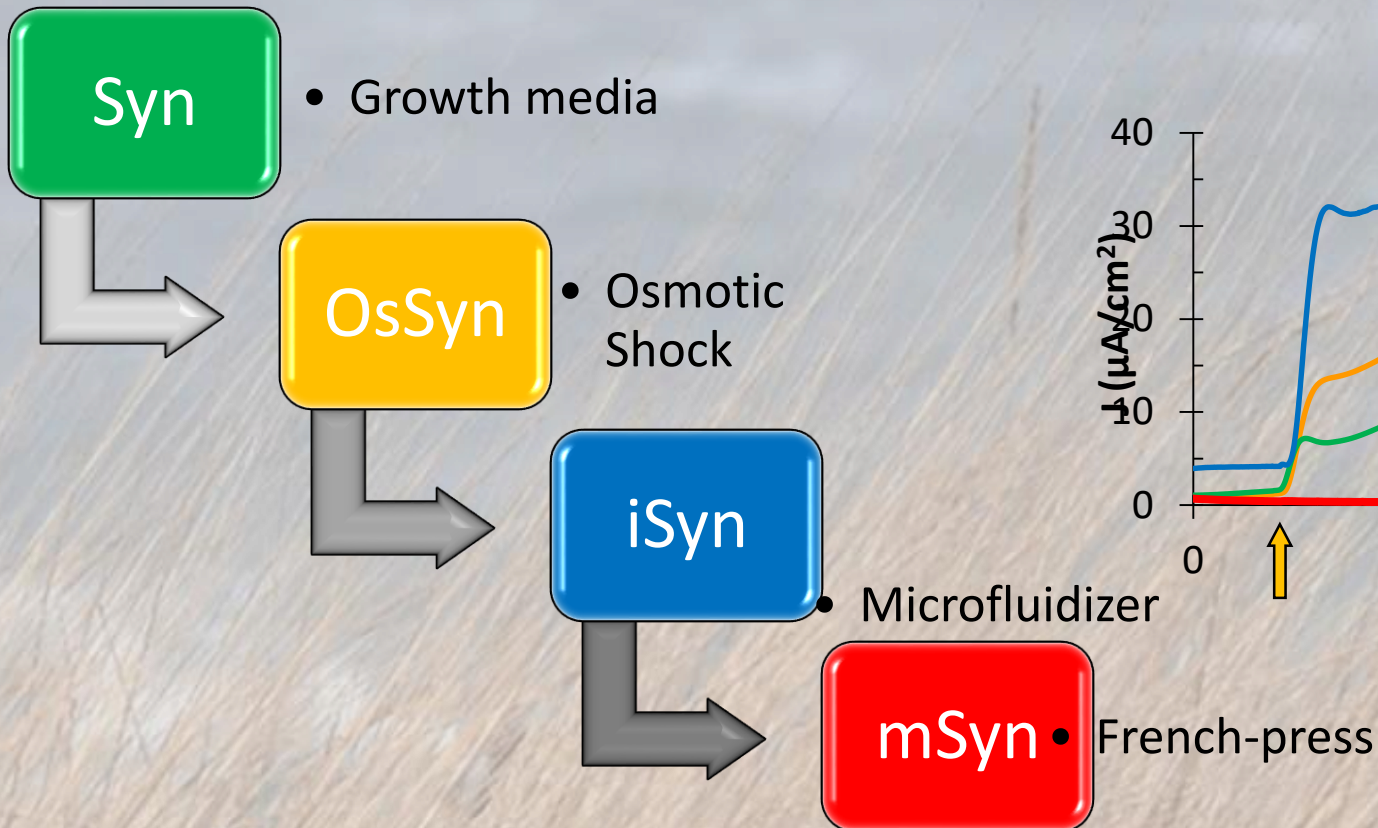 Syn
• Growth media
OsSyn
• Osmotic
Shock
iSyn
• Microfluidizer
mSyn
• French-press
J (µA/cm²)
40
30
20
10
0
0